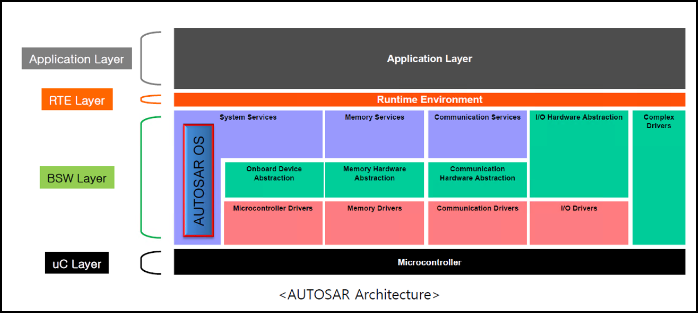 Application Layer
Application Layer
RTE Layer
Runtime Environment
BSW Layer
System Services
Memory Services
Communication Services
I/O Hardware Abstraction
Complex
Drivers
AUTOSAR OS
Onboard Device
Abstraction
Memory Hardware
Abstraction
Communication
Hardware Abstraction
Microcontroller Drivers
Memory Drivers
Communication Drivers
I/O Drivers
uC Layer
Microcontroller
<AUTOSAR Architecture>